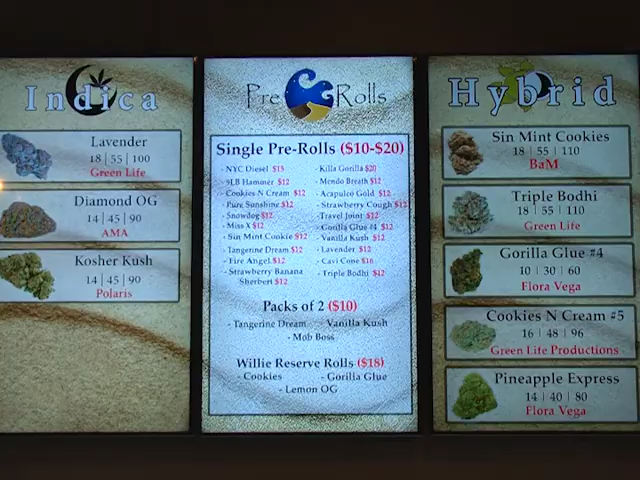 Indica
Lavender
18 | 55 | 100
Green Life
Diamond OG
14 | 45 | 90
AMA
Kosher Kush
14 | 45 | 90
Polaris
Pre Rolls
Single Pre-Rolls ($10-$20)
- NYC Diesel $15
- 9LB Hammer $12
- Cookies N Cream $12
- Pure Sunshine $12
- Snowdog $12
- Miss X $12
- Sin Mint Cookie $12
- Tangerine Dream $12
- Fire Angel $12
- Strawberry Banana
Sherbert $12
- Killa Gorilla $20
- Mendo Breath $12
- Acapulco Gold $12
- Strawberry Cough $12
- Travel Joint $12
- Gorilla Glue #4 $12
- Vanilla Kush $12
- Lavender $12
- Cavi Cone $16
- Triple Bodhi $12
Packs of 2 ($10)
- Tangerine Dream - Vanilla Kush
- Mob Boss
Willie Reserve Rolls ($18)
- Cookies - Gorilla Glue
- Lemon OG
Hybrid
Sin Mint Cookies
18 | 55 | 110
BaM
Triple Bodhi
18 | 55 | 110
Green Life
Gorilla Glue #4
10 | 30 | 60
Flora Vega
Cookies N Cream #5
16 | 48 | 96
Green Life Productions
Pineapple Express
14 | 40 | 80
Flora Vega